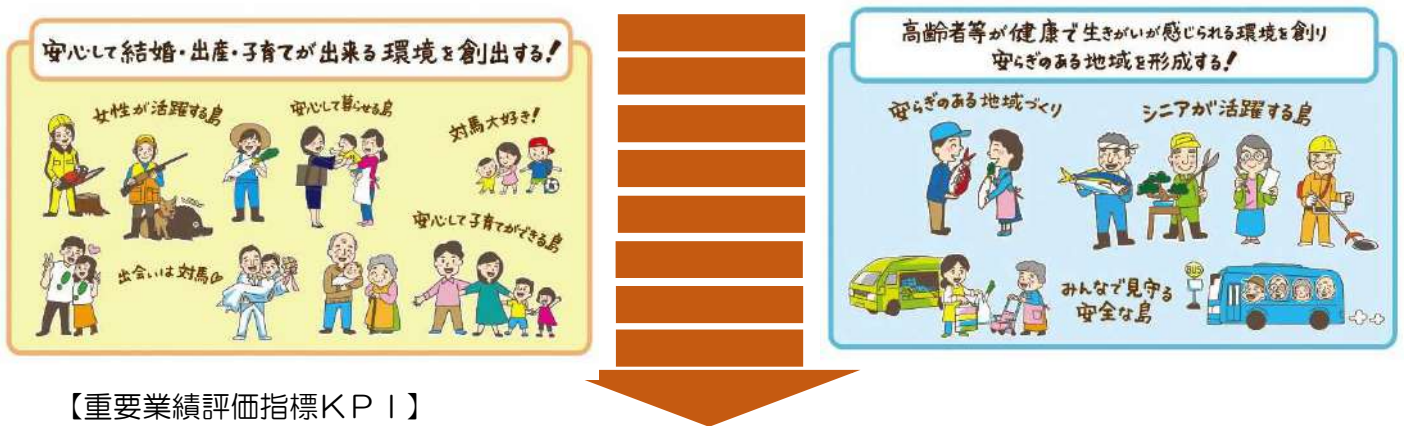 安心して結婚・出産・子育てが出来る環境を創出する!
女性が活躍する島
安心して暮らせる島
対馬大好き!
安心して子育てができる島
出会いは対馬
高齢者等が健康で生きがいが感じられる環境を創り
安らぎのある地域を形成する!
安らぎのある地域づくり
シニアが活躍する島
みんなで見守る
安全な島
BUS
【重要業績評価指標KPI】